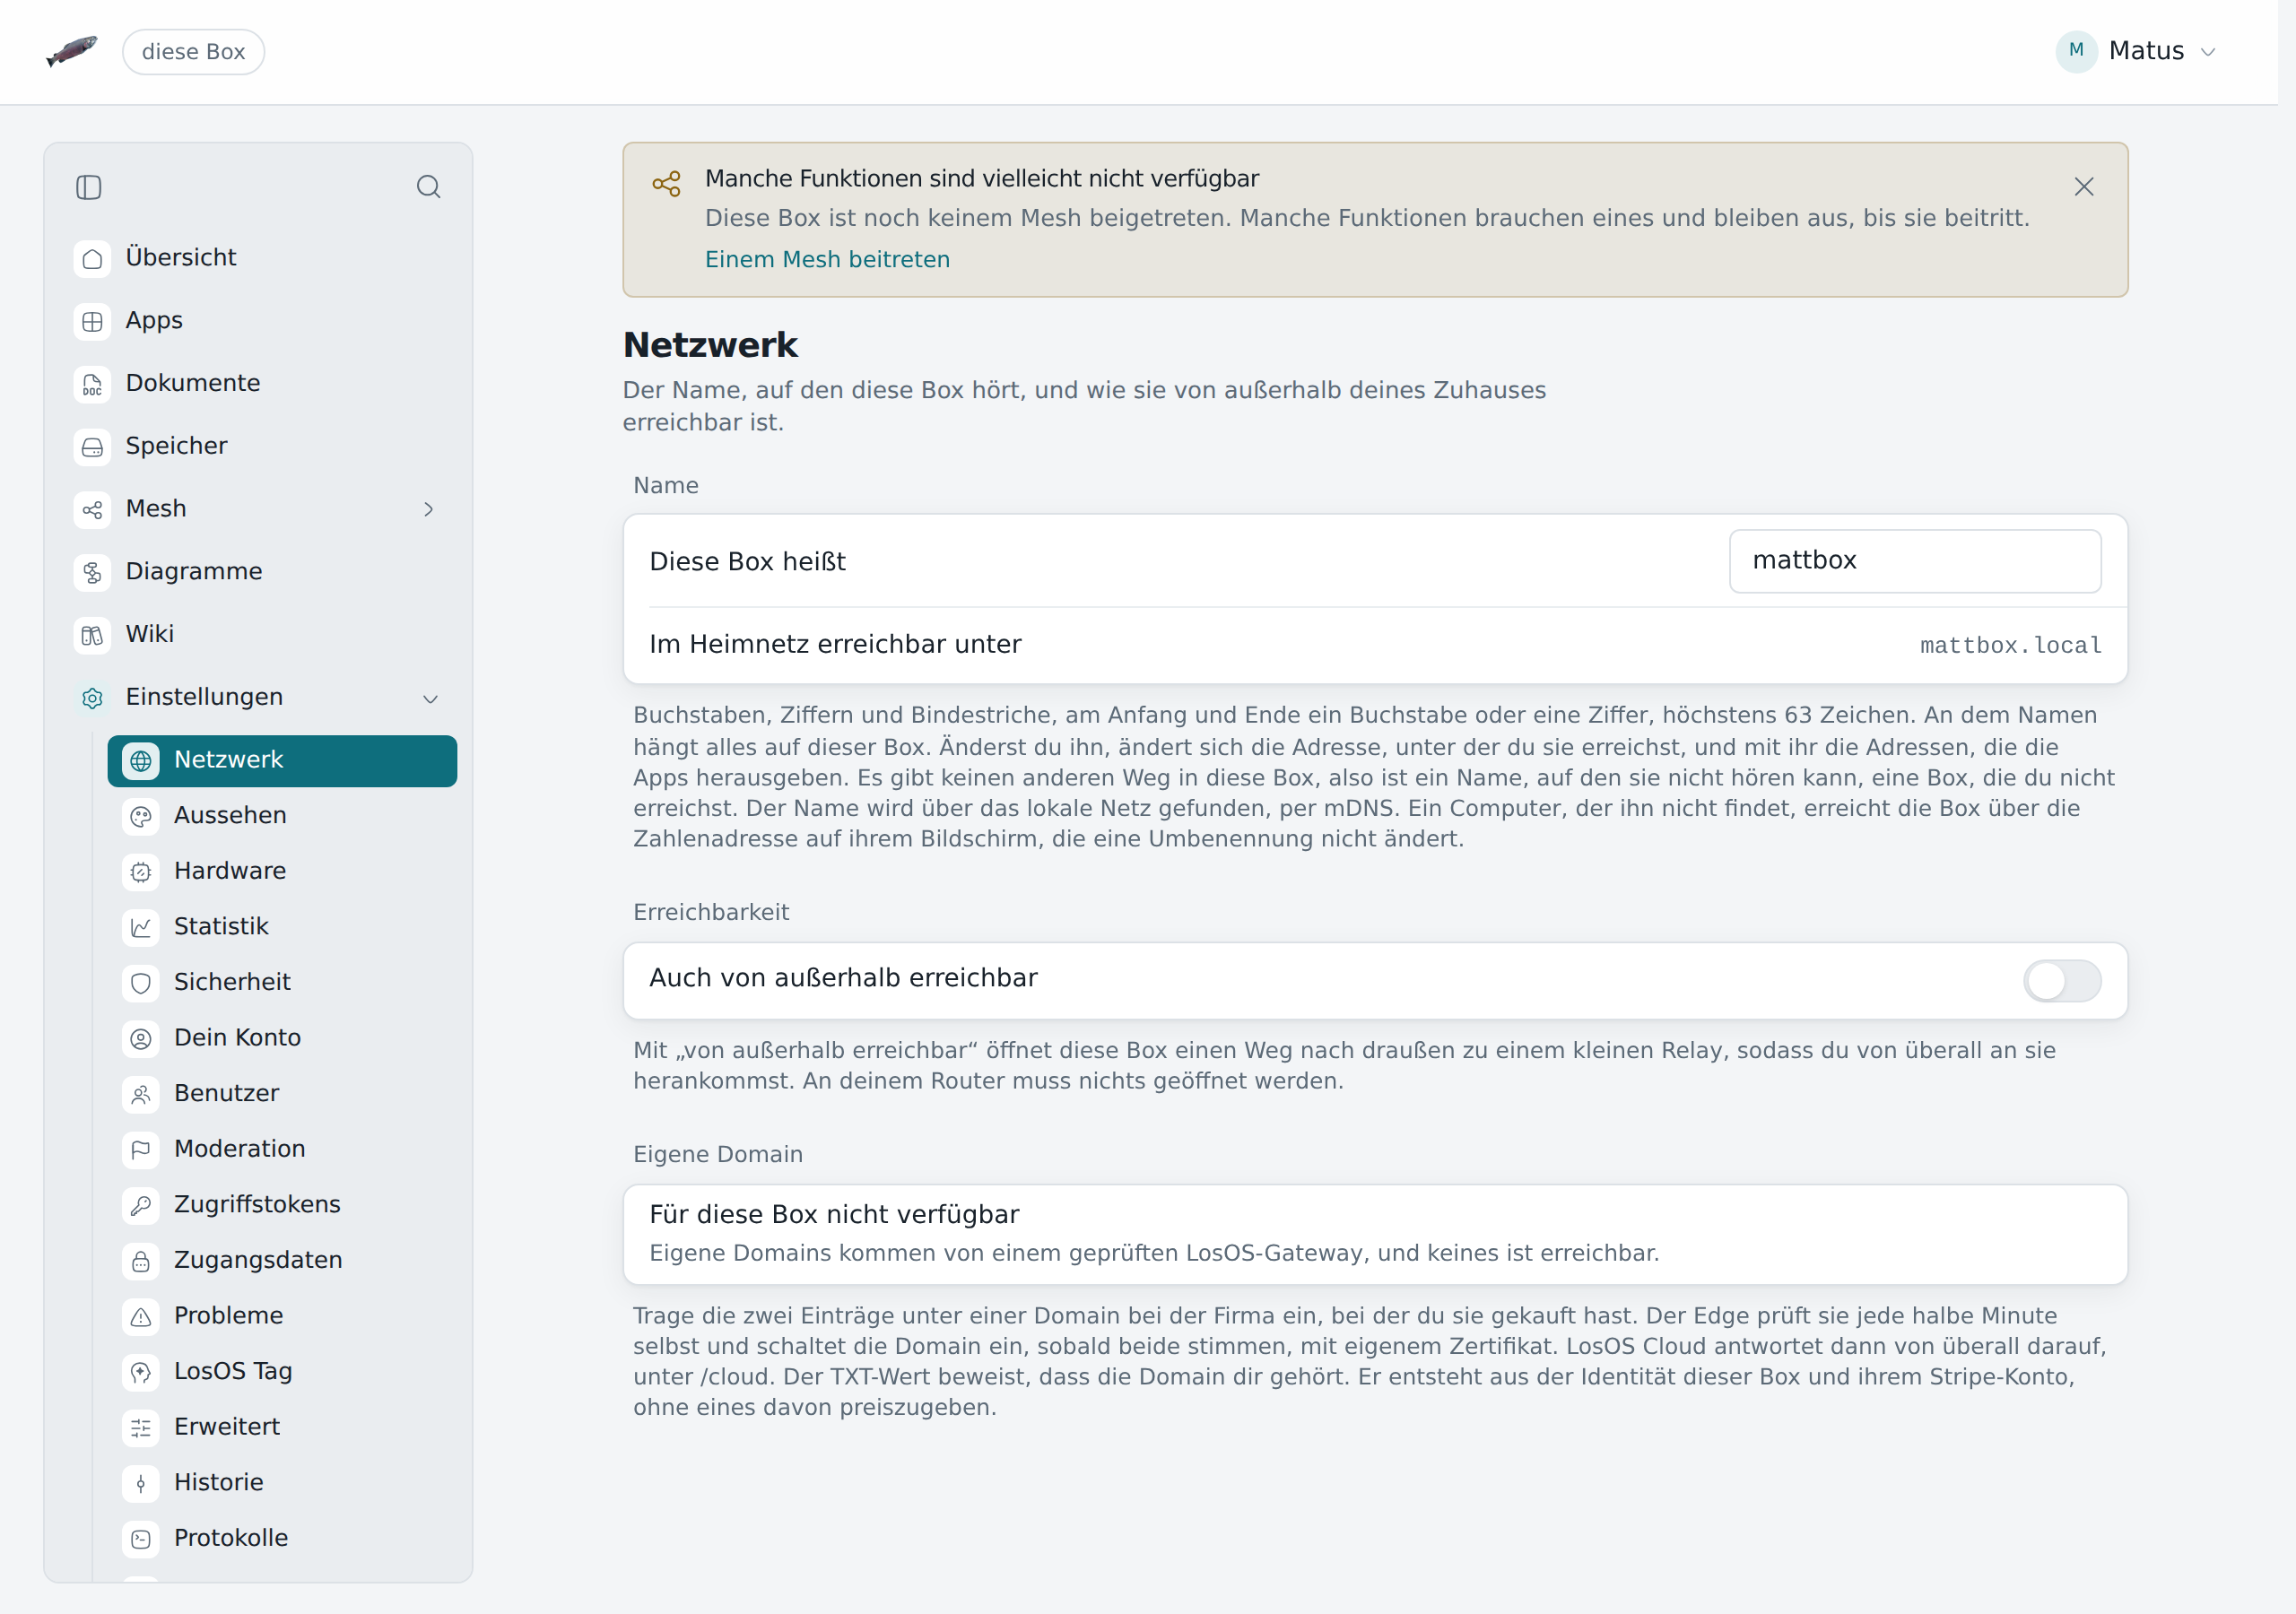 diese Box
M
Matus
Übersicht
Apps
Dokumente
Speicher
Mesh
Diagramme
Wiki
Einstellungen
Netzwerk
Aussehen
Hardware
Statistik
Sicherheit
Dein Konto
Benutzer
Moderation
Zugriffstokens
Zugangsdaten
Probleme
LosOS Tag
Erweitert
Historie
Protokolle
Manche Funktionen sind vielleicht nicht verfügbar
Diese Box ist noch keinem Mesh beigetreten. Manche Funktionen brauchen eines und bleiben aus, bis sie beitritt.
Einem Mesh beitreten
Netzwerk
Der Name, auf den diese Box hört, und wie sie von außerhalb deines Zuhauses
erreichbar ist.
Name
Diese Box heißt
mattbox
Im Heimnetz erreichbar unter
mattbox.local
Buchstaben, Ziffern und Bindestriche, am Anfang und Ende ein Buchstabe oder eine Ziffer, höchstens 63 Zeichen. An dem Namen
hängt alles auf dieser Box. Änderst du ihn, ändert sich die Adresse, unter der du sie erreichst, und mit ihr die Adressen, die die
Apps herausgeben. Es gibt keinen anderen Weg in diese Box, also ist ein Name, auf den sie nicht hören kann, eine Box, die du nicht
erreichst. Der Name wird über das lokale Netz gefunden, per mDNS. Ein Computer, der ihn nicht findet, erreicht die Box über die
Zahlenadresse auf ihrem Bildschirm, die eine Umbenennung nicht ändert.
Erreichbarkeit
Auch von außerhalb erreichbar
Mit „von außerhalb erreichbar“ öffnet diese Box einen Weg nach draußen zu einem kleinen Relay, sodass du von überall an sie
herankommst. An deinem Router muss nichts geöffnet werden.
Eigene Domain
Für diese Box nicht verfügbar
Eigene Domains kommen von einem geprüften LosOS-Gateway, und keines ist erreichbar.
Trage die zwei Einträge unter einer Domain bei der Firma ein, bei der du sie gekauft hast. Der Edge prüft sie jede halbe Minute
selbst und schaltet die Domain ein, sobald beide stimmen, mit eigenem Zertifikat. LosOS Cloud antwortet dann von überall darauf,
unter /cloud. Der TXT-Wert beweist, dass die Domain dir gehört. Er entsteht aus der Identität dieser Box und ihrem Stripe-Konto,
ohne eines davon preiszugeben.